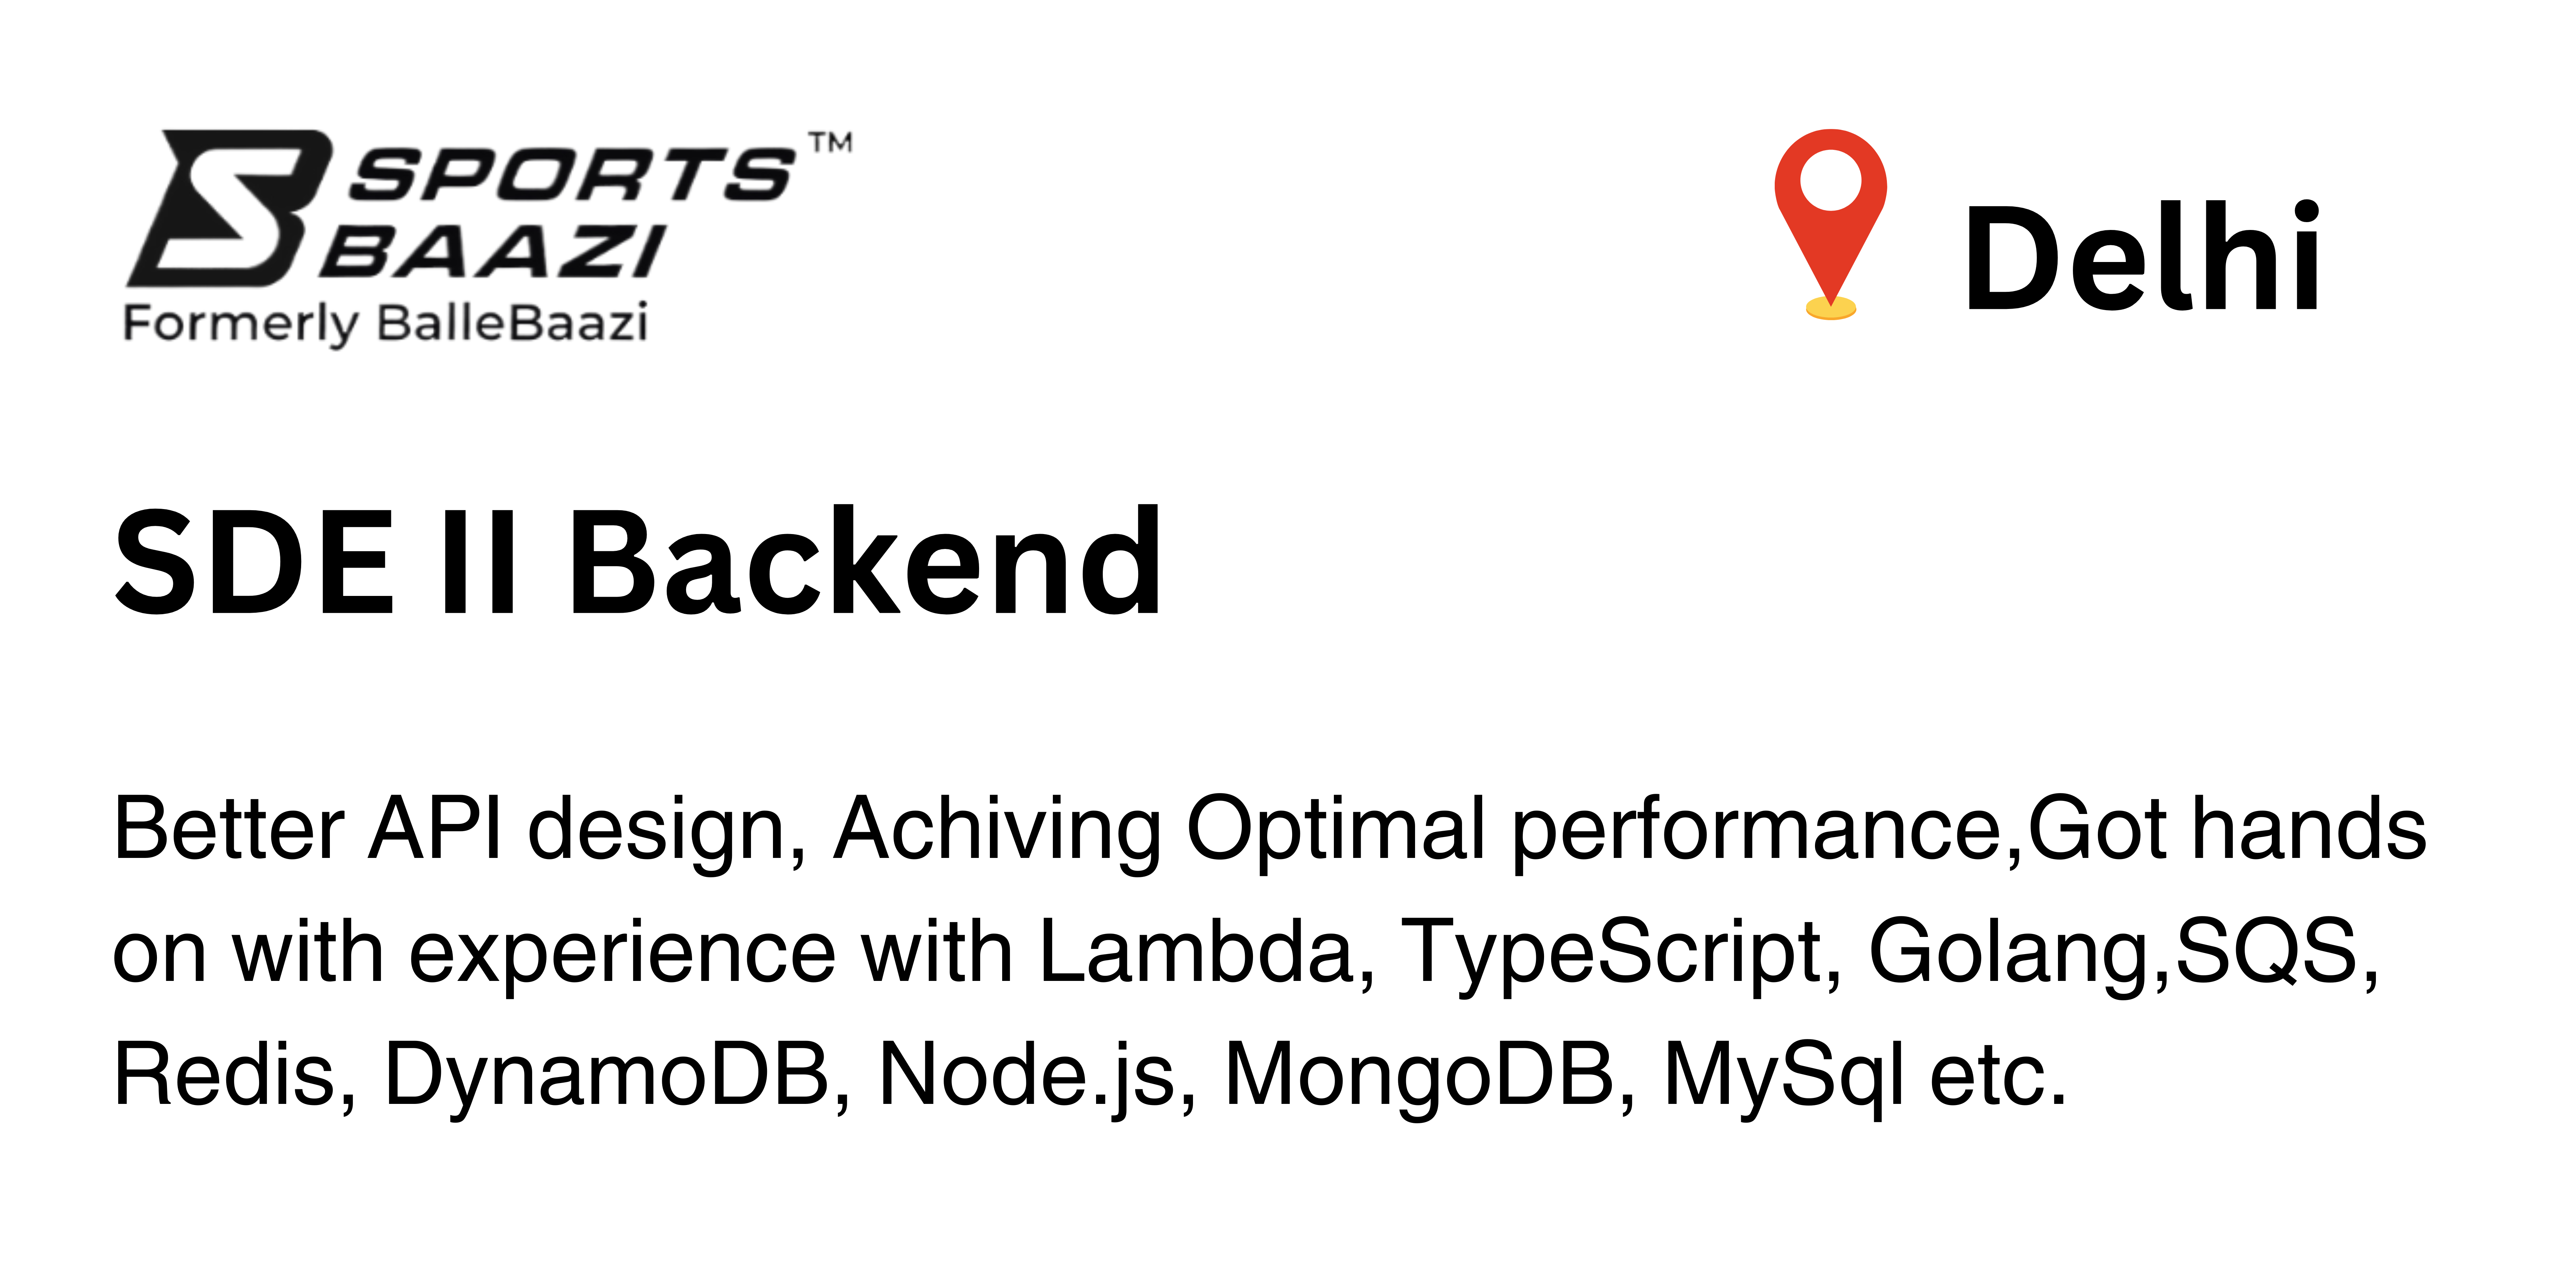 SPORTS™
BAAZI
Formerly BalleBaazi
Delhi
SDE II Backend
Better API design, Achiving Optimal performance,Got hands
on with experience with Lambda, TypeScript, Golang,SQS,
Redis, DynamoDB, Node.js, MongoDB, MySql etc.